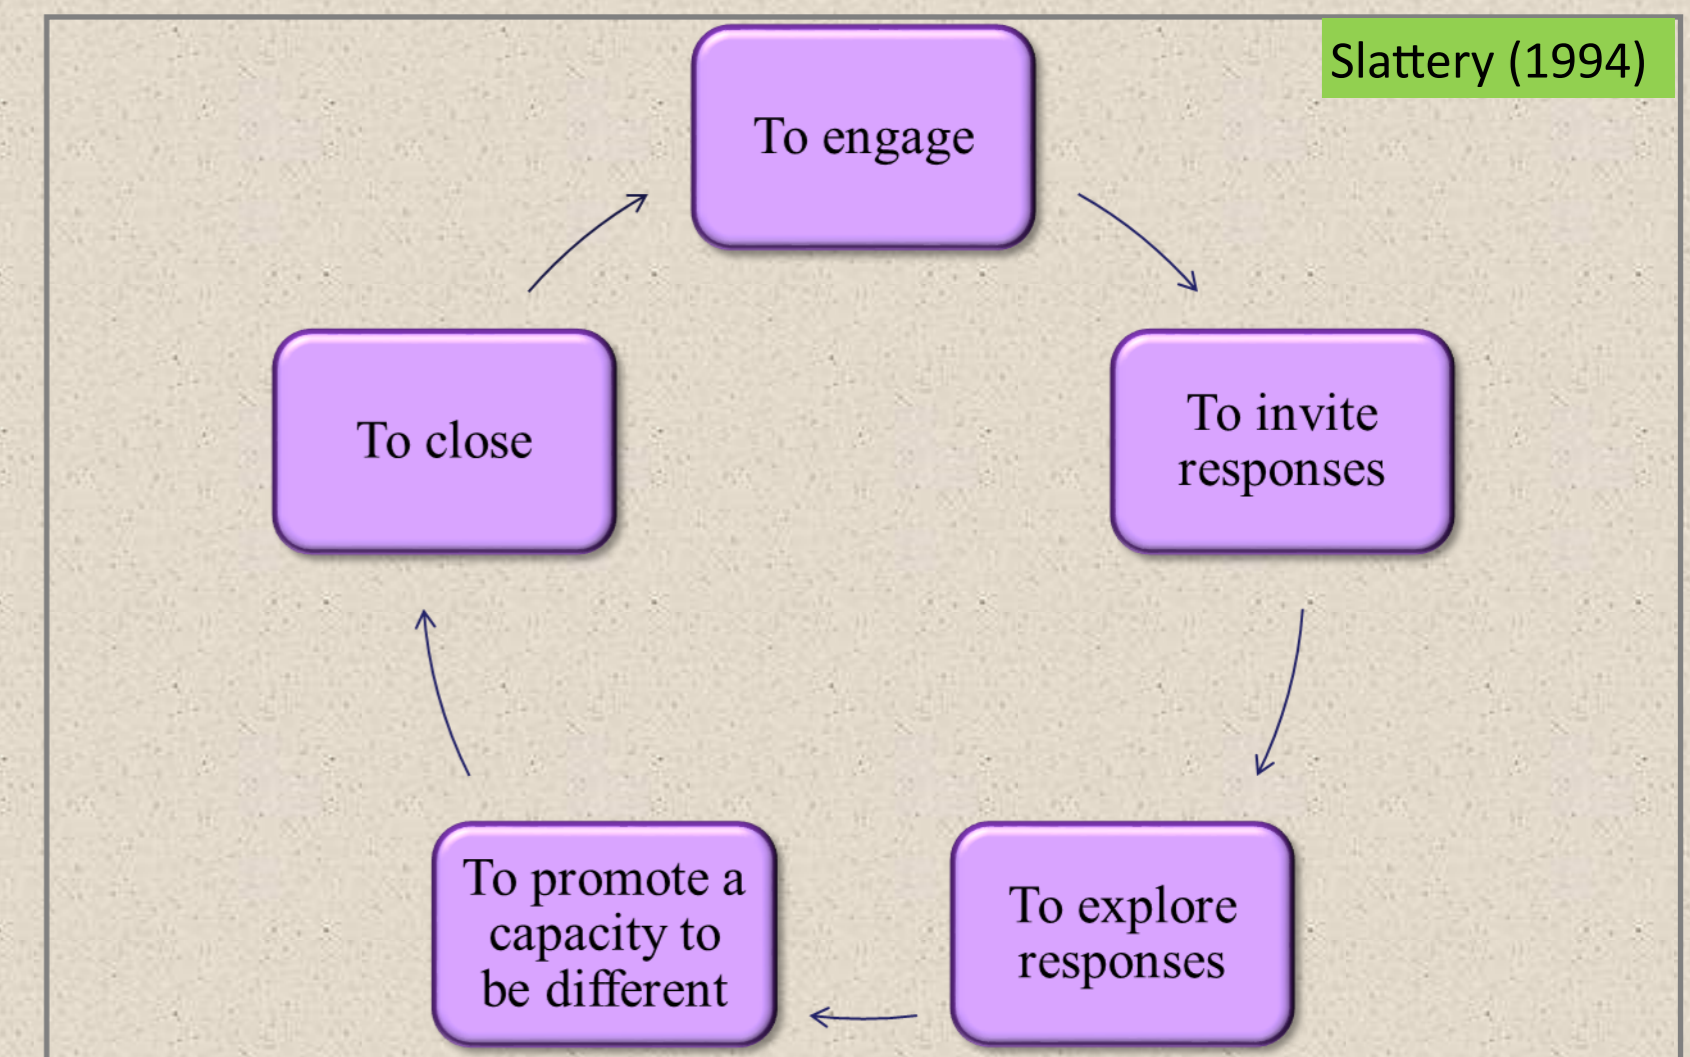 Slattery (1994)
To engage
To invite
responses
To explore
responses
To promote a
capacity to
be different
To close